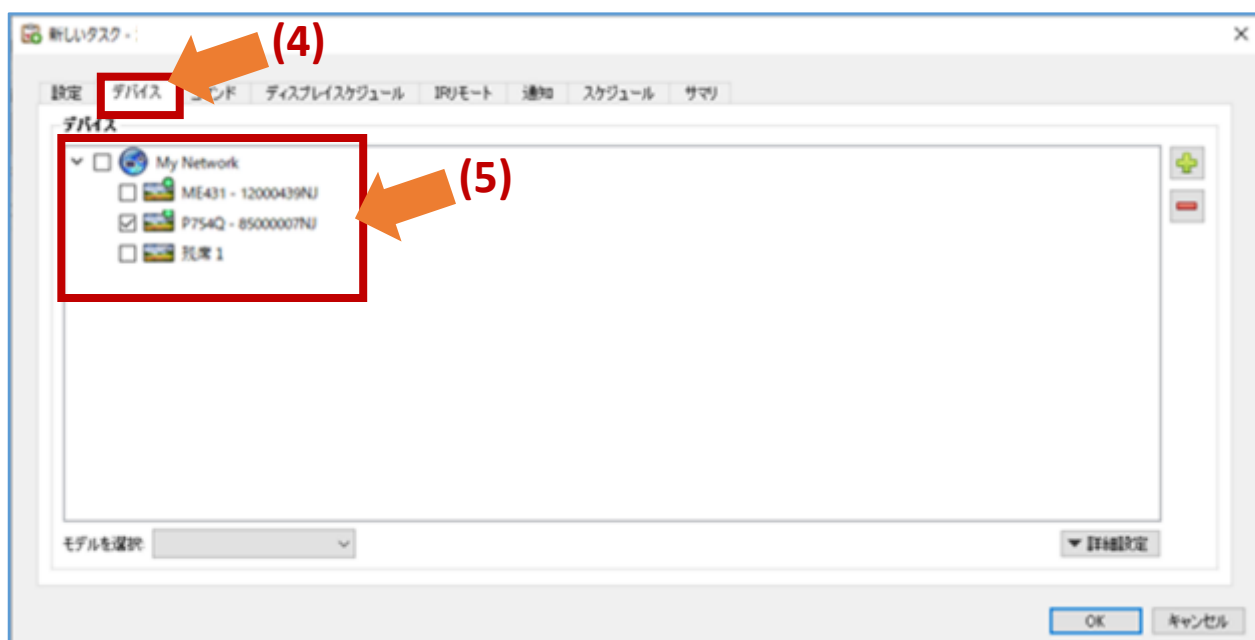 新しいタスク -
(4)
設定 デバイス ディスプレイスケジュール IRリモート 通知 スケジュール サマリ
デバイス
My Network
(5)
ME431 - 12000439NJ
P754Q - 85000007NJ
残席 1
モデルを選択:
詳細設定
OK キャンセル